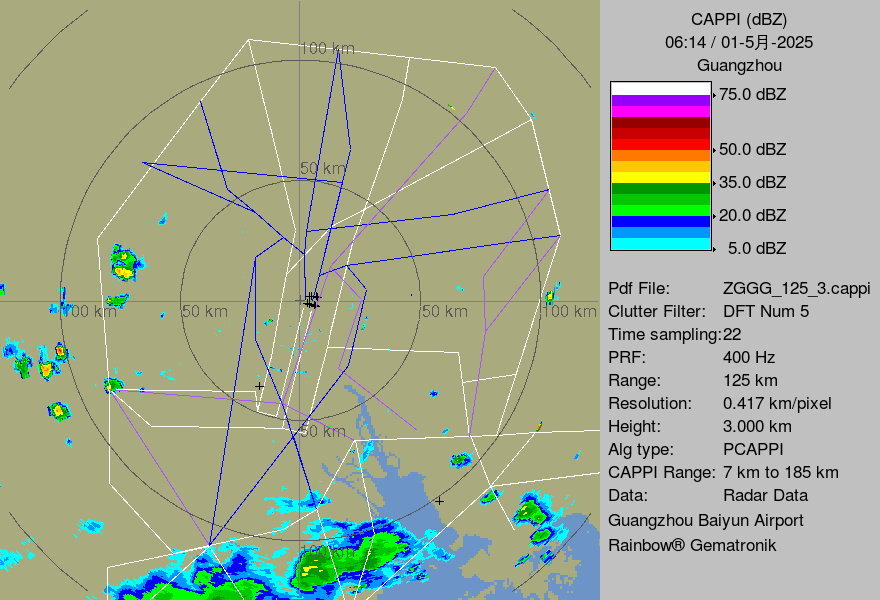 CAPPI (dBZ)
06:14 / 01-5月-2025
Guangzhou
75.0 dBZ
50.0 dBZ
35.0 dBZ
20.0 dBZ
5.0 dBZ
Pdf File: ZGGG_125_3.cappi
Clutter Filter: DFT Num 5
Time sampling:22
PRF: 400 Hz
Range: 125 km
Resolution: 0.417 km/pixel
Height: 3.000 km
Alg type: PCAPPI
CAPPI Range: 7 km to 185 km
Data: Radar Data
Guangzhou Baiyun Airport
Rainbow® Gematronik
100 km
50 km
100 km
50 km
50 km
100 km
50 km
100 km